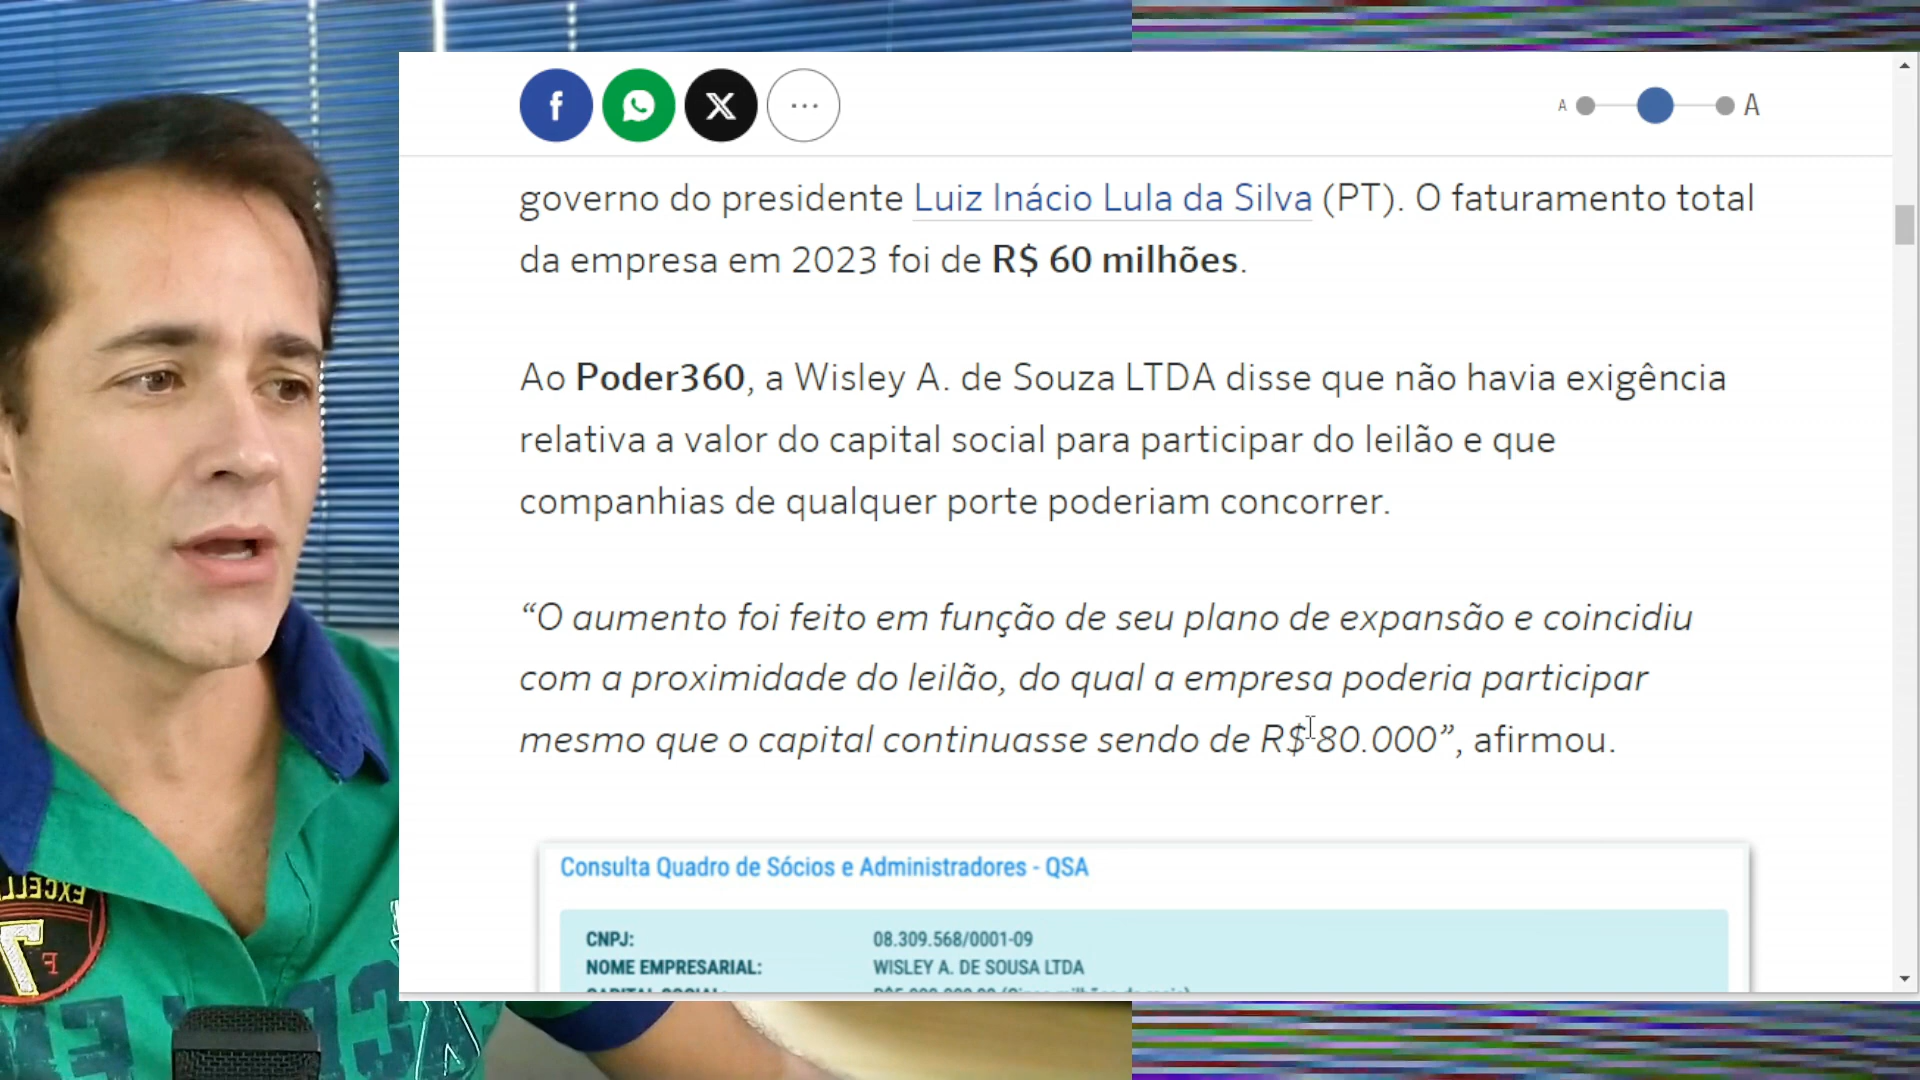 A A
governo do presidente Luiz Inácio Lula da Silva (PT). O faturamento total
da empresa em 2023 foi de R$ 60 milhões.
Ao Poder360, a Wisley A. de Souza LTDA disse que não havia exigência
relativa a valor do capital social para participar do leilão e que
companhias de qualquer porte poderiam concorrer.
“O aumento foi feito em função de seu plano de expansão e coincidiu
com a proximidade do leilão, do qual a empresa poderia participar
mesmo que o capital continuasse sendo de R$ 80.000”, afirmou.
Consulta Quadro de Sócios e Administradores - QSA
CNPJ: 08.309.568/0001-09
NOME EMPRESARIAL: WISLEY A. DE SOUSA LTDA
7
F